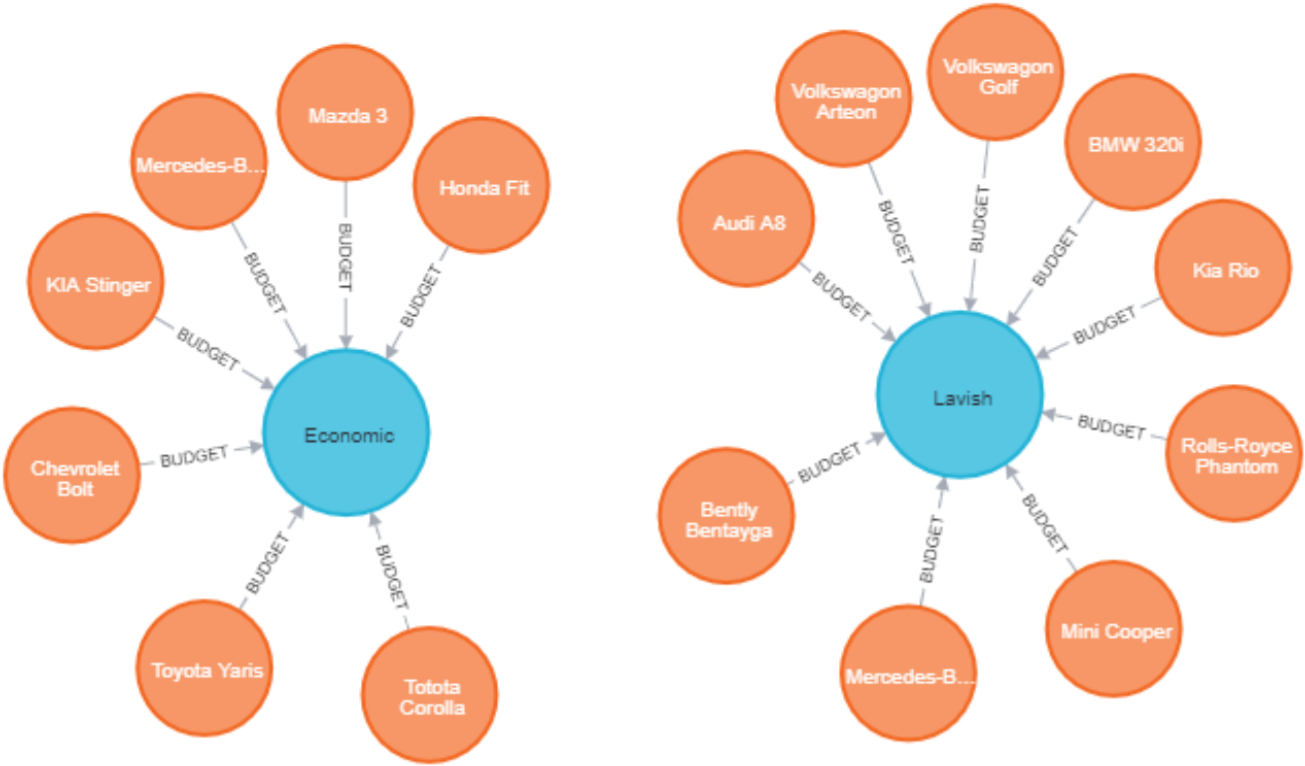 Mazda 3
Mercedes-B...
Honda Fit
KIA Stinger
BUDGET
BUDGET
BUDGET
BUDGET
Economic
Chevrolet
Bolt
BUDGET
BUDGET
BUDGET
Toyota Yaris
Totota
Corolla
Volkswagon
Golf
Volkswagon
Arteon
BMW 320i
Audi A8
Kia Rio
BUDGET
BUDGET
BUDGET
BUDGET
BUDGET
Lavish
BUDGET
Rolls-Royce
Phantom
BUDGET
Bently
Bentayga
BUDGET
BUDGET
Mini Cooper
Mercedes-B...